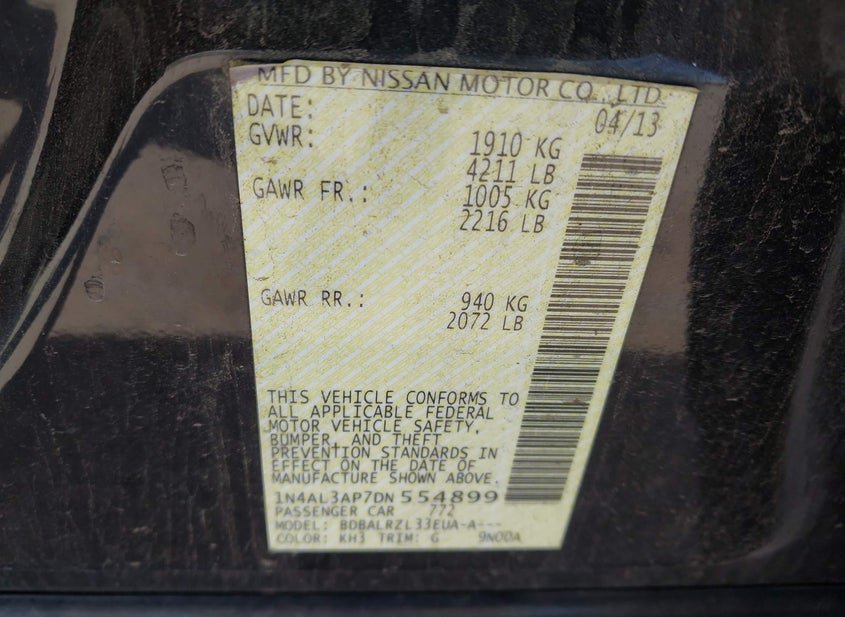 MFD BY NISSAN MOTOR CO., LTD.
DATE: 04/13
GVWR: 1910 KG
4211 LB
GAWR FR.: 1005 KG
2216 LB
GAWR RR.: 940 KG
2072 LB
THIS VEHICLE CONFORMS TO
ALL APPLICABLE FEDERAL
MOTOR VEHICLE SAFETY,
BUMPER, AND THEFT
PREVENTION STANDARDS IN
EFFECT ON THE DATE OF
MANUFACTURE SHOWN ABOVE.
1N4AL3AP7DN 554899
PASSENGER CAR 772
MODEL: BDBALRZL33EUA-A---
COLOR: KH3 TRIM: G 9N00A